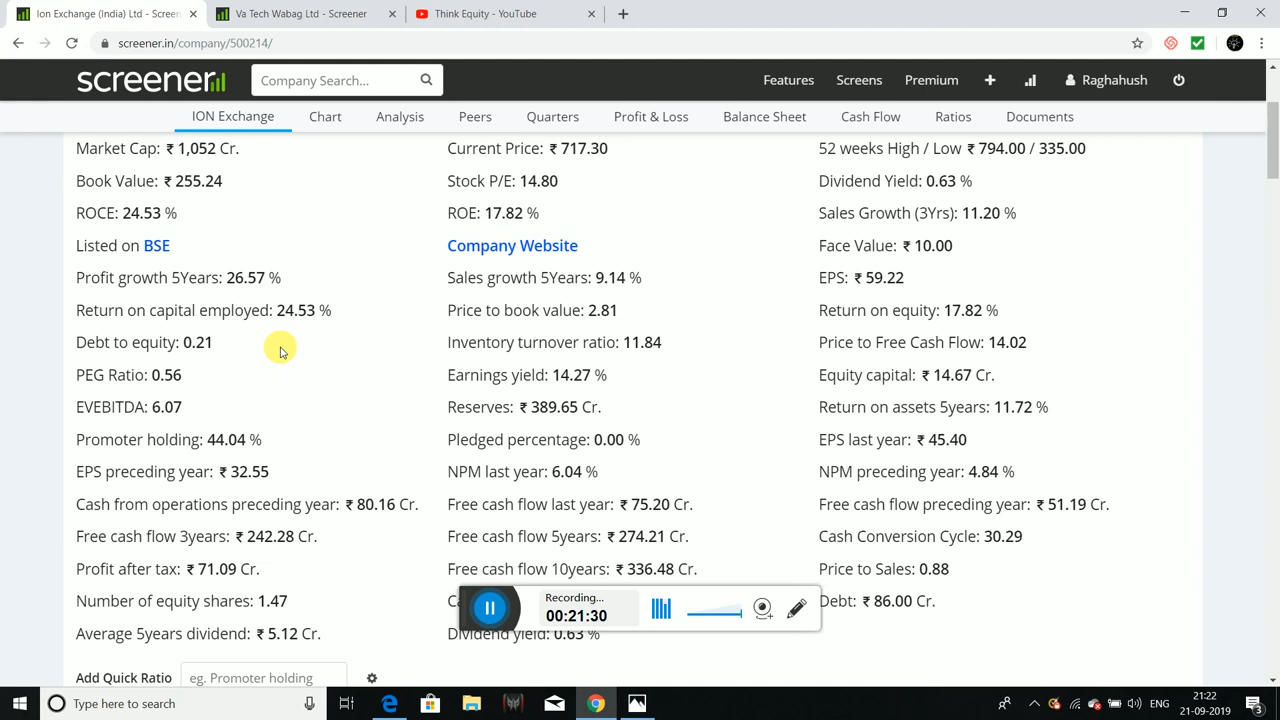 Ion Exchange (India) Ltd - Screen
Va Tech Wabag Ltd - Screener
Think Equity - YouTube
screener.in/company/500214/
screener
Company Search...
Features
Screens
Premium
Raghahush
ION Exchange
Chart
Analysis
Peers
Quarters
Profit & Loss
Balance Sheet
Cash Flow
Ratios
Documents
Market Cap: ₹ 1,052 Cr.
Current Price: ₹ 717.30
52 weeks High / Low ₹ 794.00 / 335.00
Book Value: ₹ 255.24
Stock P/E: 14.80
Dividend Yield: 0.63 %
ROCE: 24.53 %
ROE: 17.82 %
Sales Growth (3Yrs): 11.20 %
Listed on BSE
Company Website
Face Value: ₹ 10.00
Profit growth 5Years: 26.57 %
Sales growth 5Years: 9.14 %
EPS: ₹ 59.22
Return on capital employed: 24.53 %
Price to book value: 2.81
Return on equity: 17.82 %
Debt to equity: 0.21
Inventory turnover ratio: 11.84
Price to Free Cash Flow: 14.02
PEG Ratio: 0.56
Earnings yield: 14.27 %
Equity capital: ₹ 14.67 Cr.
EVEBITDA: 6.07
Reserves: ₹ 389.65 Cr.
Return on assets 5years: 11.72 %
Promoter holding: 44.04 %
Pledged percentage: 0.00 %
EPS last year: ₹ 45.40
EPS preceding year: ₹ 32.55
NPM last year: 6.04 %
NPM preceding year: 4.84 %
Cash from operations preceding year: ₹ 80.16 Cr.
Free cash flow last year: ₹ 75.20 Cr.
Free cash flow preceding year: ₹ 51.19 Cr.
Free cash flow 3years: ₹ 242.28 Cr.
Free cash flow 5years: ₹ 274.21 Cr.
Cash Conversion Cycle: 30.29
Profit after tax: ₹ 71.09 Cr.
Free cash flow 10years: ₹ 336.48 Cr.
Price to Sales: 0.88
Recording...
00:21:30
Number of equity shares: 1.47
Debt: ₹ 86.00 Cr.
Average 5years dividend: ₹ 5.12 Cr.
Dividend yield: 0.63 %
Add Quick Ratio
eg. Promoter holding
Type here to search
ENG
21:22
21-09-2019
3